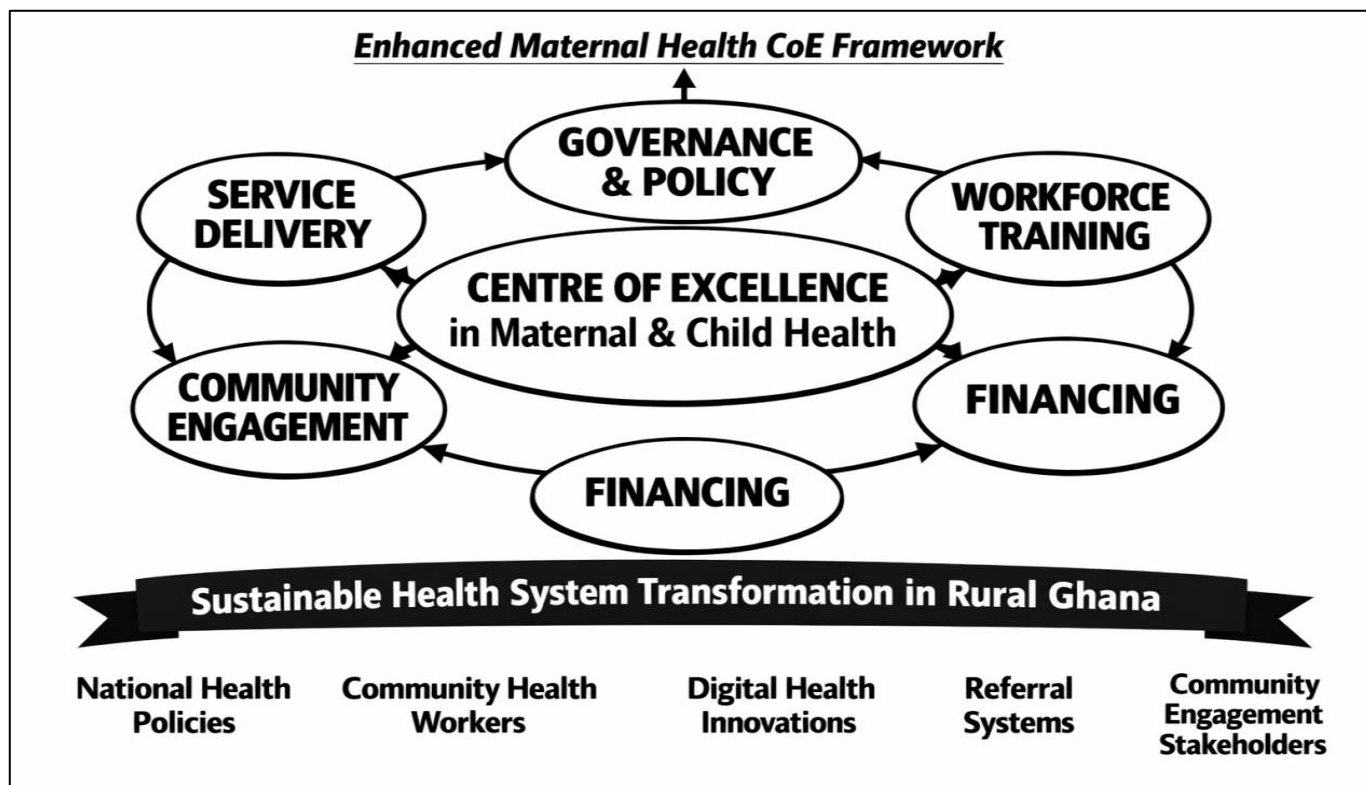 Enhanced Maternal Health CoE Framework
GOVERNANCE
& POLICY
SERVICE
DELIVERY
WORKFORCE
TRAINING
CENTRE OF EXCELLENCE
in Maternal & Child Health
COMMUNITY
ENGAGEMENT
FINANCING
FINANCING
Sustainable Health System Transformation in Rural Ghana
National Health
Policies
Community Health
Workers
Digital Health
Innovations
Referral
Systems
Community
Engagement
Stakeholders